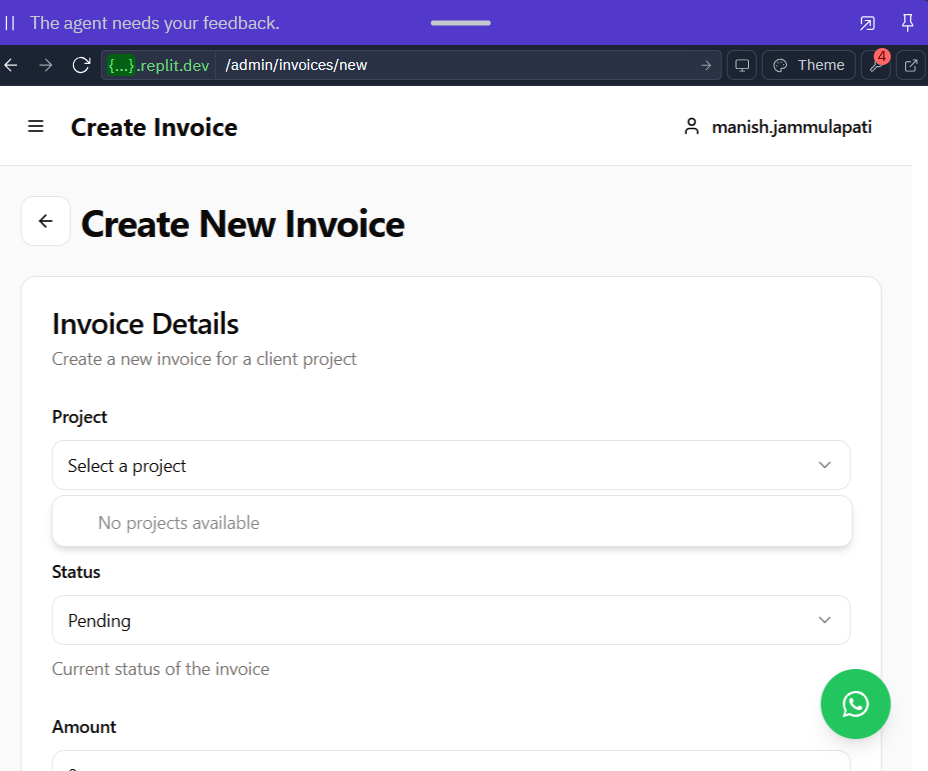 The agent needs your feedback.
{...}.replit.dev /admin/invoices/new Theme 4
Create Invoice manish.jammulapati
Create New Invoice
Invoice Details
Create a new invoice for a client project
Project
Select a project
No projects available
Status
Pending
Current status of the invoice
Amount